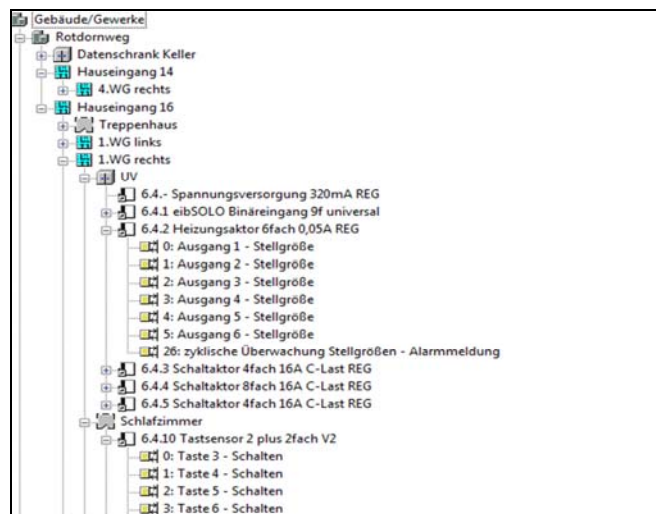 Gebäude/Gewerke
Rotdornweg
Datenschrank Keller
Hauseingang 14
4.WG rechts
Hauseingang 16
Treppenhaus
1.WG links
1.WG rechts
UV
6.4.- Spannungsversorgung 320mA REG
6.4.1 eibSOLO Binäreingang 9f universal
6.4.2 Heizungsaktor 6fach 0,05A REG
0: Ausgang 1 - Stellgröße
1: Ausgang 2 - Stellgröße
2: Ausgang 3 - Stellgröße
3: Ausgang 4 - Stellgröße
4: Ausgang 5 - Stellgröße
5: Ausgang 6 - Stellgröße
26: zyklische Überwachung Stellgrößen - Alarmmeldung
6.4.3 Schaltaktor 4fach 16A C-Last REG
6.4.4 Schaltaktor 8fach 16A C-Last REG
6.4.5 Schaltaktor 4fach 16A C-Last REG
Schlafzimmer
6.4.10 Tastsensor 2 plus 2fach V2
0: Taste 3 - Schalten
1: Taste 4 - Schalten
2: Taste 5 - Schalten
3: Taste 6 - Schalten